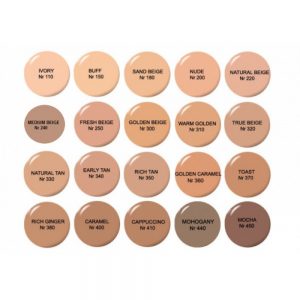 IVORY
Nr 110
BUFF
Nr 150
SAND BEIGE
Nr 160
NUDE
Nr 200
NATURAL BEIGE
Nr 220
MEDIUM BEIGE
Nr 240
FRESH BEIGE
Nr 250
GOLDEN BEIGE
Nr 300
WARM GOLDEN
Nr 310
TRUE BEIGE
Nr 320
NATURAL TAN
Nr 330
EARLY TAN
Nr 340
RICH TAN
Nr 350
GOLDEN CARAMEL
Nr 360
TOAST
Nr 370
RICH GINGER
Nr 380
CARAMEL
Nr 400
CAPPUCCINO
Nr 410
MOHOGANY
Nr 440
MOCHA
Nr 450